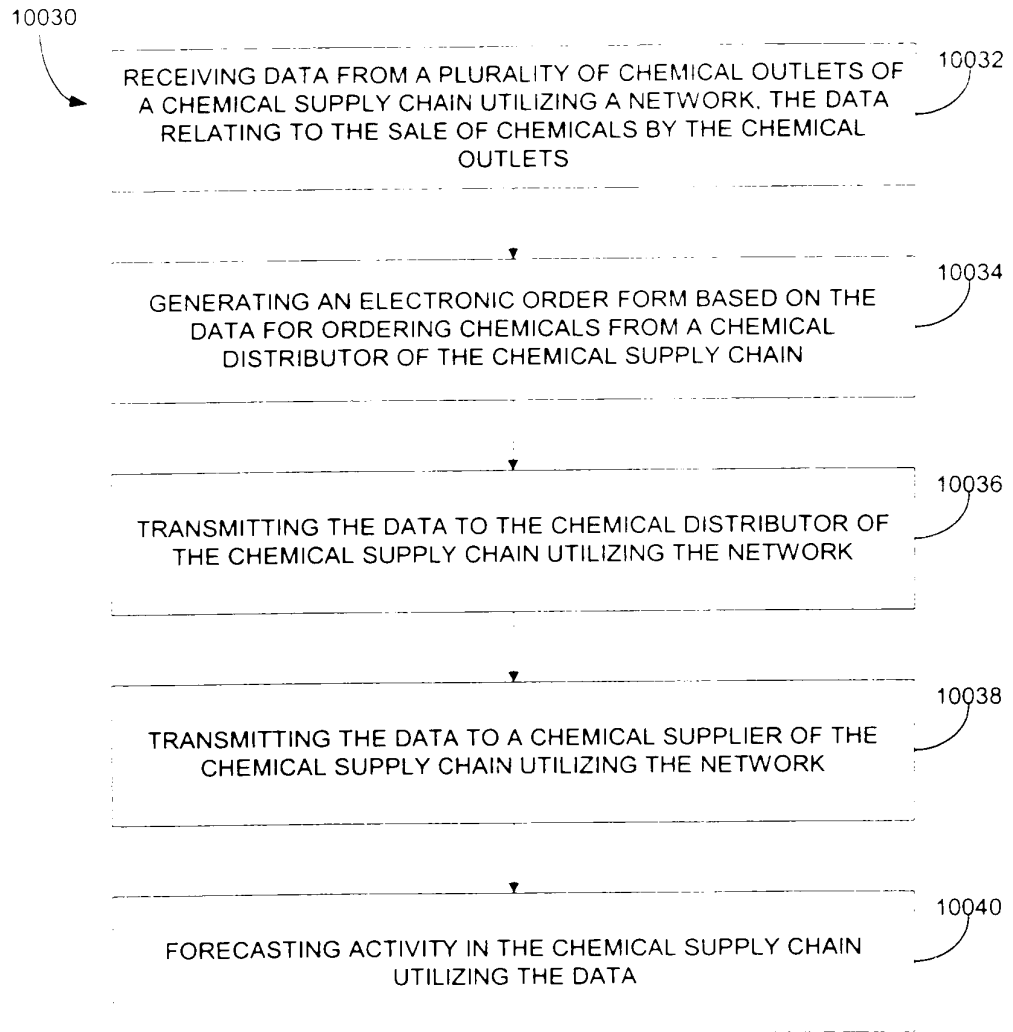 10030
10032
RECEIVING DATA FROM A PLURALITY OF CHEMICAL OUTLETS OF
A CHEMICAL SUPPLY CHAIN UTILIZING A NETWORK, THE DATA
RELATING TO THE SALE OF CHEMICALS BY THE CHEMICAL
OUTLETS
10034
GENERATING AN ELECTRONIC ORDER FORM BASED ON THE
DATA FOR ORDERING CHEMICALS FROM A CHEMICAL
DISTRIBUTOR OF THE CHEMICAL SUPPLY CHAIN
10036
TRANSMITTING THE DATA TO THE CHEMICAL DISTRIBUTOR OF
THE CHEMICAL SUPPLY CHAIN UTILIZING THE NETWORK
10038
TRANSMITTING THE DATA TO A CHEMICAL SUPPLIER OF THE
CHEMICAL SUPPLY CHAIN UTILIZING THE NETWORK
10040
FORECASTING ACTIVITY IN THE CHEMICAL SUPPLY CHAIN
UTILIZING THE DATA